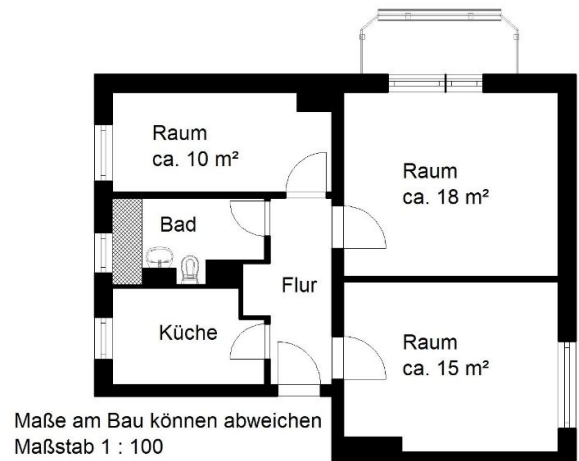 Raum
ca. 10 m²
Raum
ca. 18 m²
Bad
Flur
Küche
Raum
ca. 15 m²
Maße am Bau können abweichen
Maßstab 1 : 100